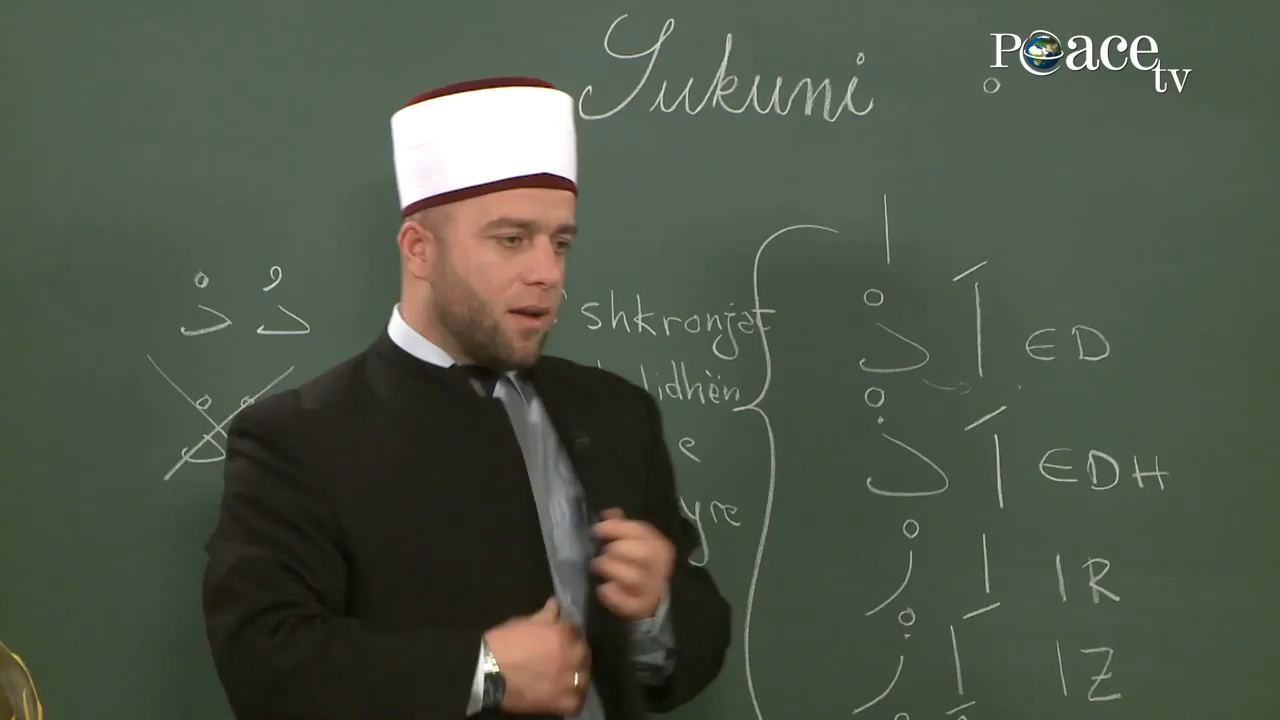 Peace tv
Sukuni ْ
ا
اَ دْ ED
shkronjat
lidhën
اَ ذْ EDH
e
اِ رْ IR
اِ زْ IZ